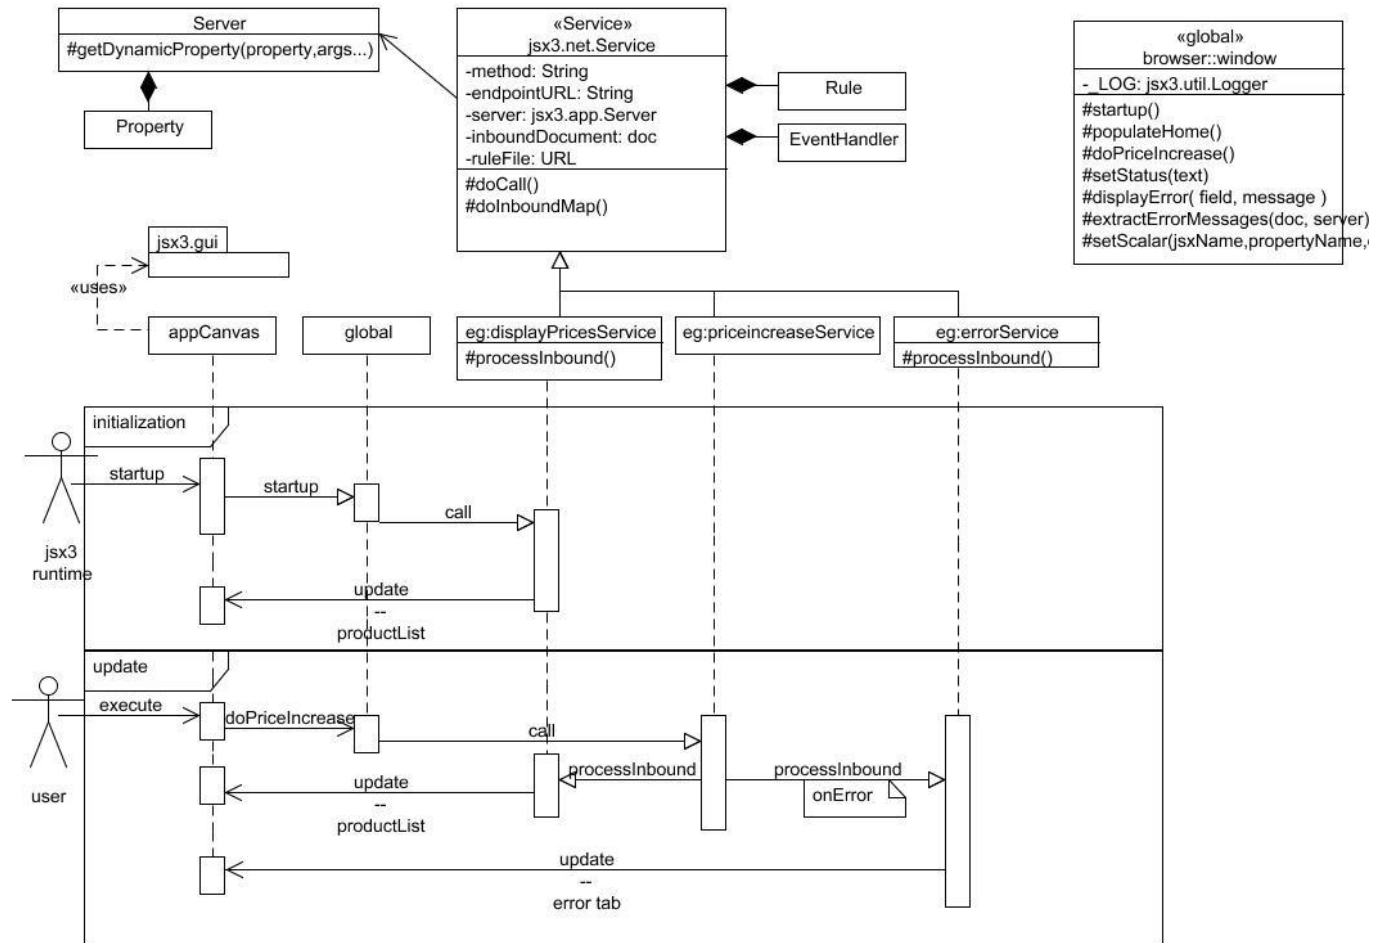 Server
#getDynamicProperty(property,args...)
Property
«Service»
jsx3.net.Service
-method: String
-endpointURL: String
-server: jsx3.app.Server
-inboundDocument: doc
-ruleFile: URL
#doCall()
#doInboundMap()
Rule
EventHandler
«global»
browser::window
-_LOG: jsx3.util.Logger
#startup()
#populateHome()
#doPriceIncrease()
#setStatus(text)
#displayError( field, message )
#extractErrorMessages(doc, server)
#setScalar(jsxName,propertyName,
jsx3.gui
«uses»
appCanvas
global
eg:displayPricesService
#processInbound()
eg:priceincreaseService
eg:errorService
#processInbound()
initialization
startup
startup
call
jsx3
runtime
update
--
productList
update
execute
doPriceIncrease
call
processInbound
processInbound
onError
user
update
--
productList
update
--
error tab